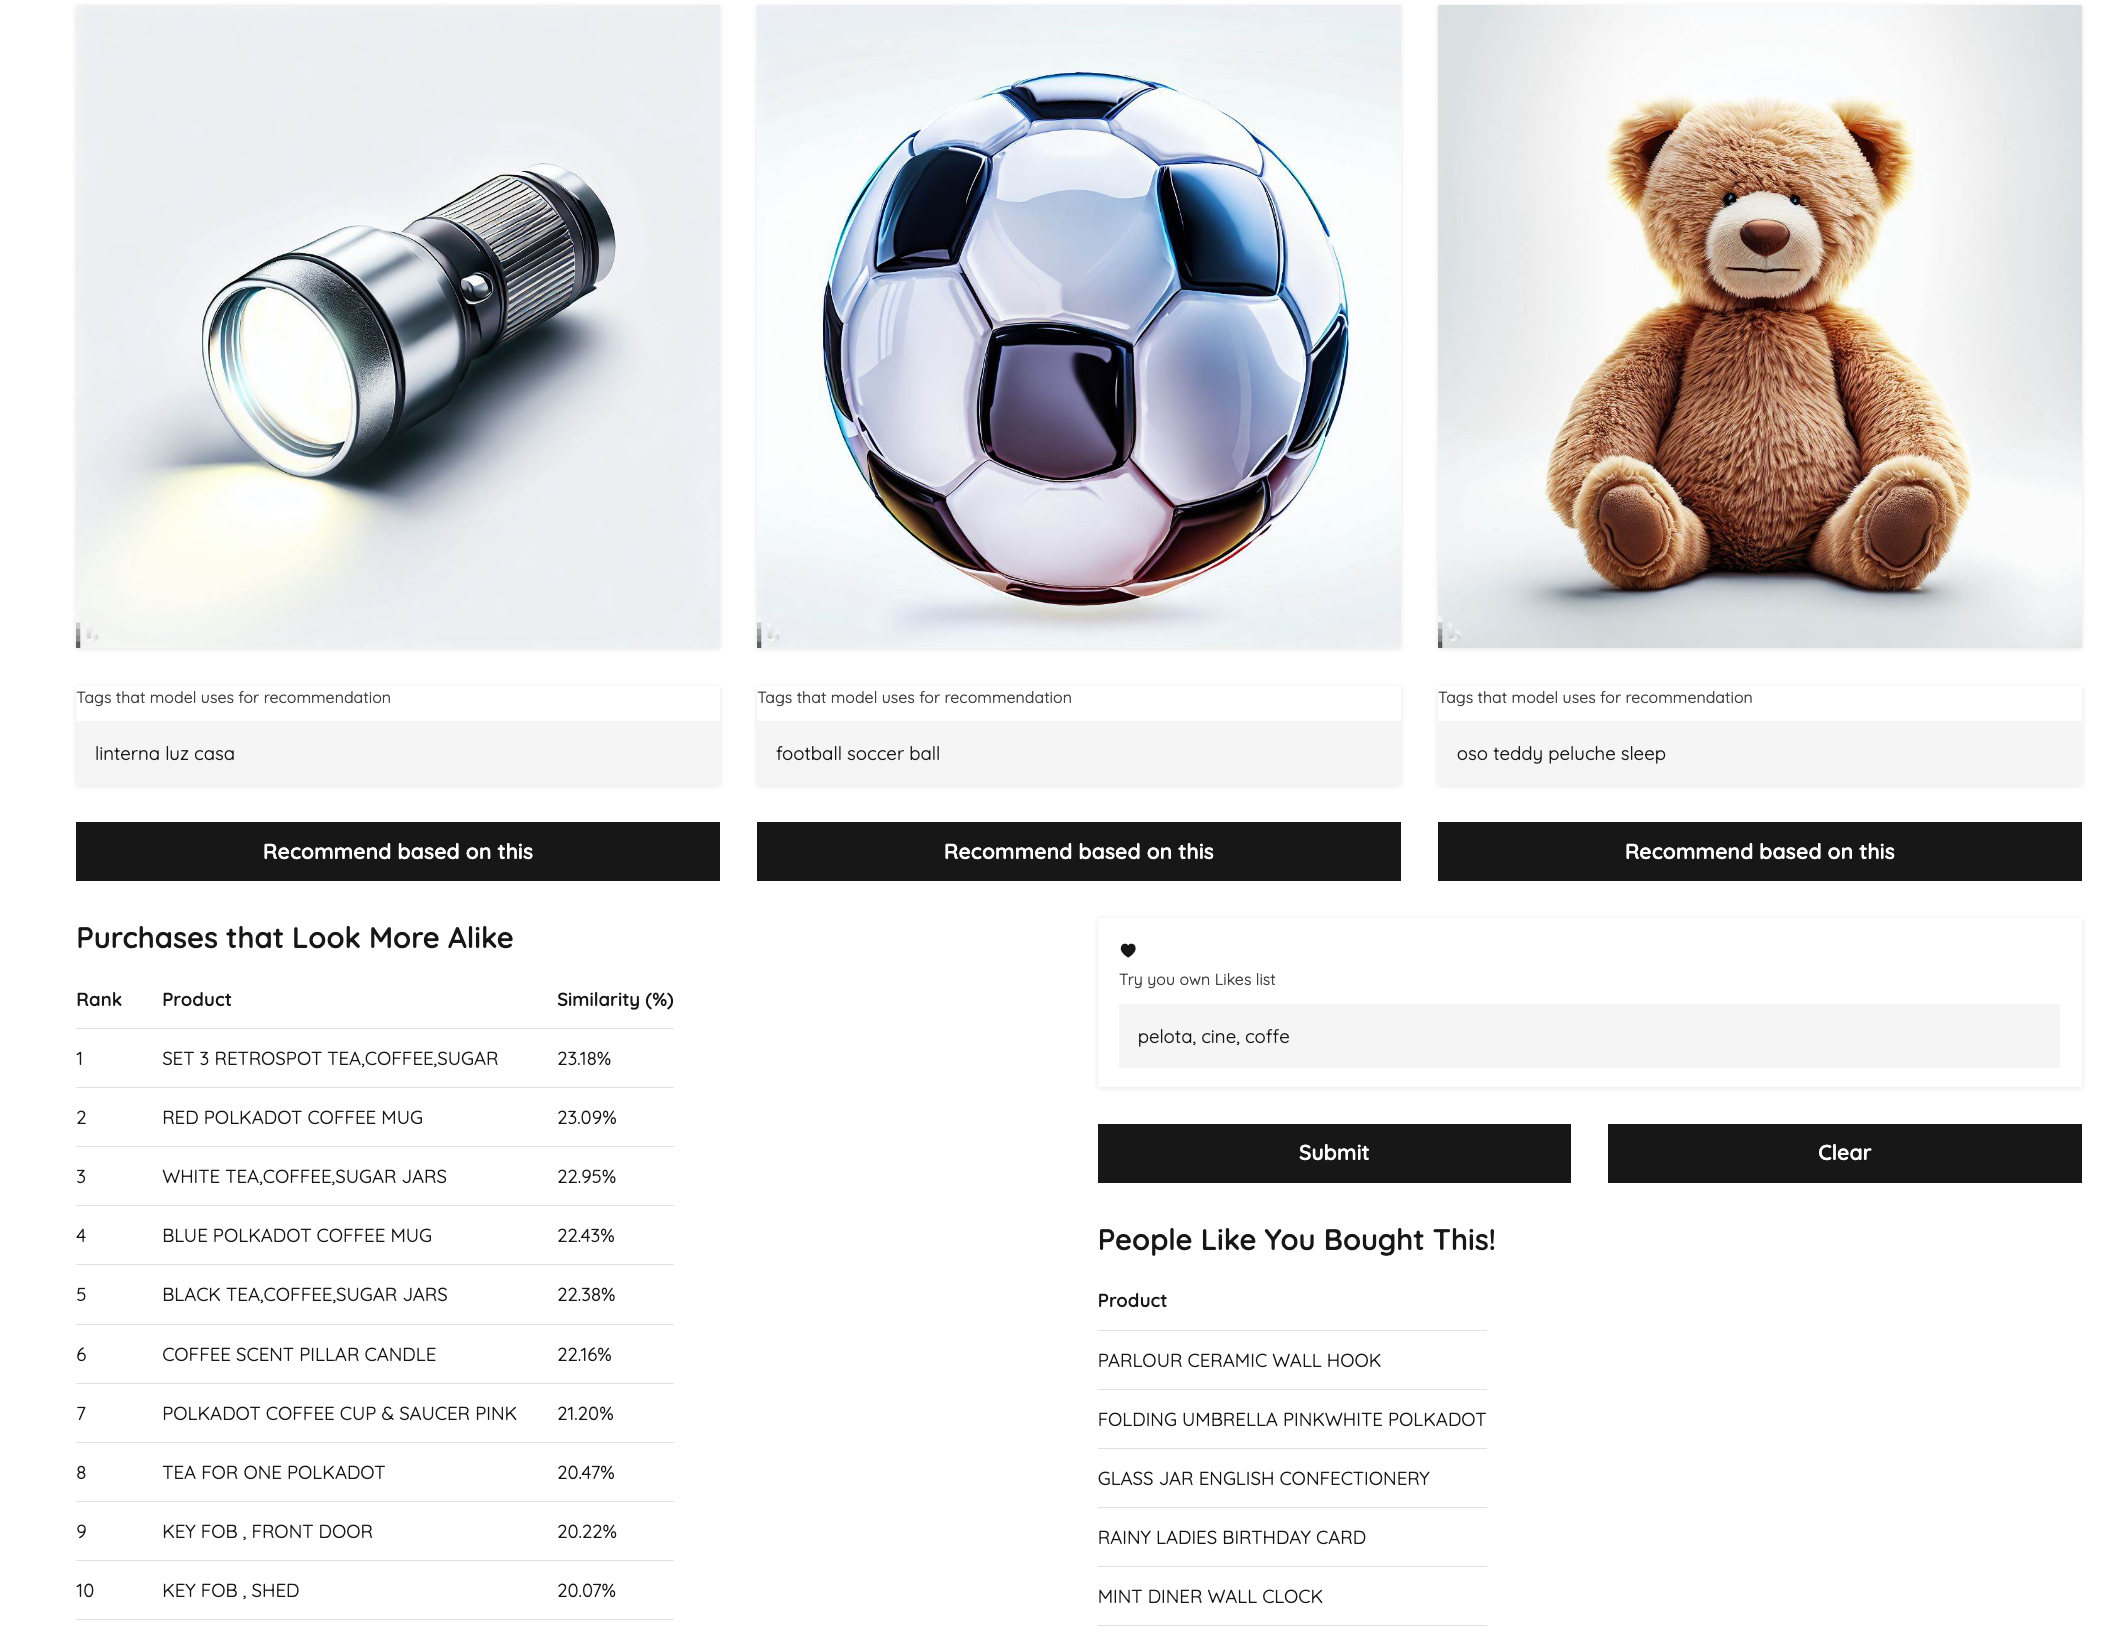 Tags that model uses for recommendation
linterna luz casa
Recommend based on this
Tags that model uses for recommendation
football soccer ball
Recommend based on this
Tags that model uses for recommendation
oso teddy peluche sleep
Recommend based on this
Purchases that Look More Alike
Rank Product Similarity (%)
1 SET 3 RETROSPOT TEA,COFFEE,SUGAR 23.18%
2 RED POLKADOT COFFEE MUG 23.09%
3 WHITE TEA,COFFEE,SUGAR JARS 22.95%
4 BLUE POLKADOT COFFEE MUG 22.43%
5 BLACK TEA,COFFEE,SUGAR JARS 22.38%
6 COFFEE SCENT PILLAR CANDLE 22.16%
7 POLKADOT COFFEE CUP & SAUCER PINK 21.20%
8 TEA FOR ONE POLKADOT 20.47%
9 KEY FOB , FRONT DOOR 20.22%
10 KEY FOB , SHED 20.07%
Try you own Likes list
pelota, cine, coffe
Submit
Clear
People Like You Bought This!
Product
PARLOUR CERAMIC WALL HOOK
FOLDING UMBRELLA PINKWHITE POLKADOT
GLASS JAR ENGLISH CONFECTIONERY
RAINY LADIES BIRTHDAY CARD
MINT DINER WALL CLOCK